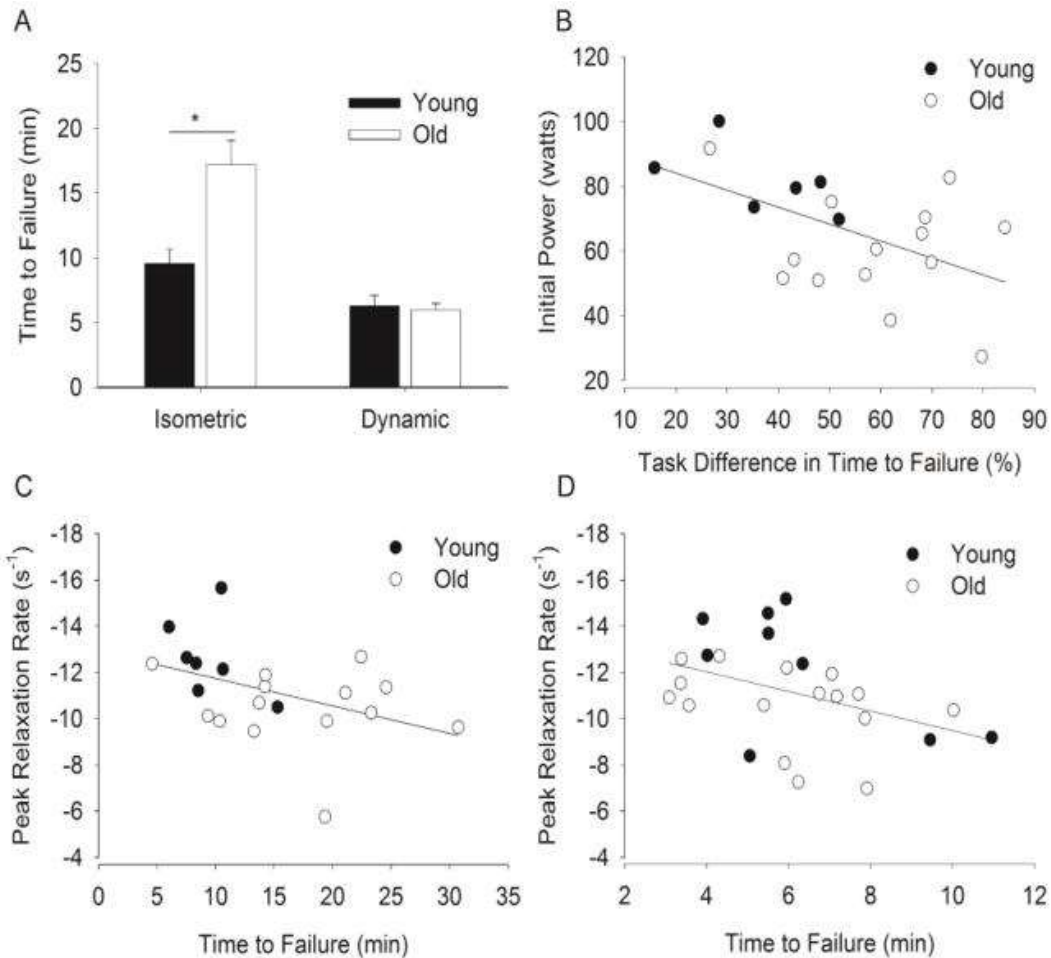 A
Time to Failure (min)
25
20
15
10
5
0
*
Young
Old
Isometric
Dynamic
B
Initial Power (watts)
120
100
80
60
40
20
Young
Old
10 20 30 40 50 60 70 80 90
Task Difference in Time to Failure (%)
C
Peak Relaxation Rate (s⁻¹)
-18
-16
-14
-12
-10
-8
-6
-4
Young
Old
0 5 10 15 20 25 30 35
Time to Failure (min)
D
Peak Relaxation Rate (s⁻¹)
-18
-16
-14
-12
-10
-8
-6
-4
Young
Old
2 4 6 8 10 12
Time to Failure (min)